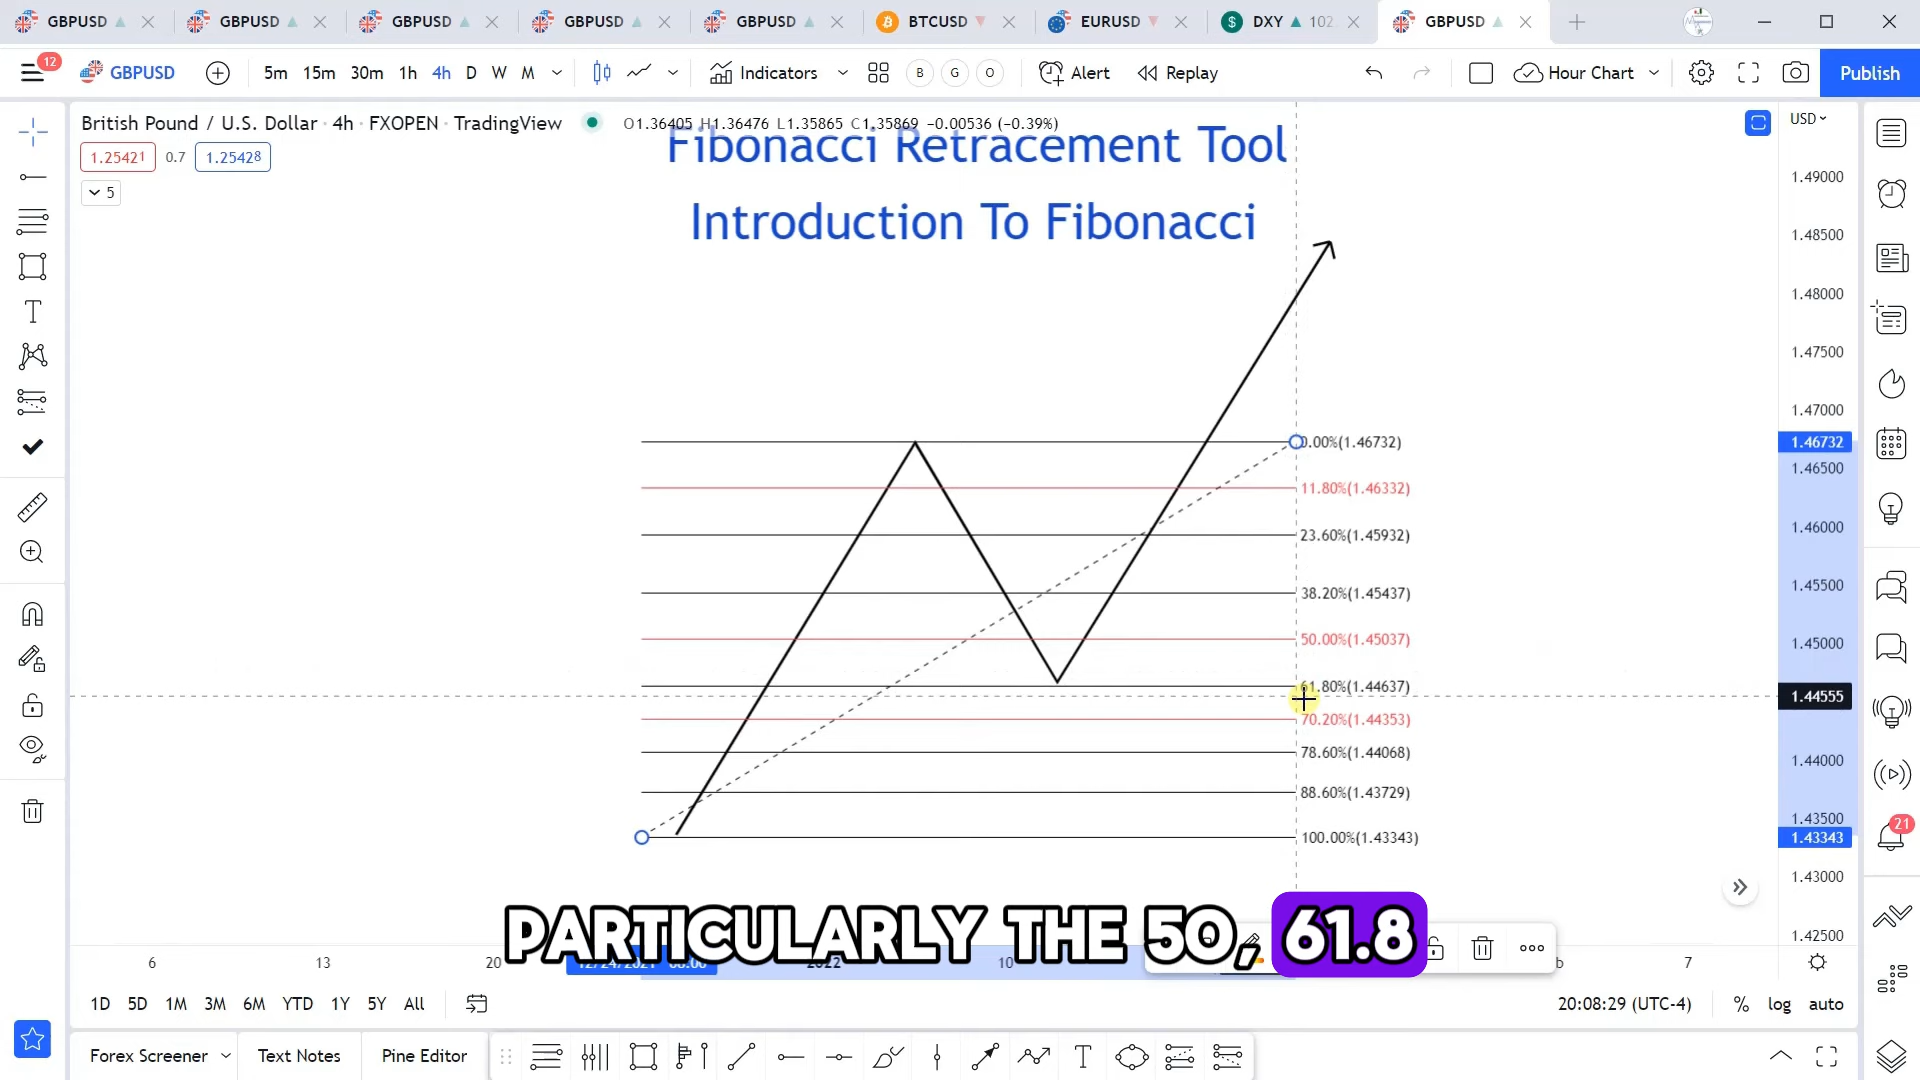 GBPUSD GBPUSD GBPUSD GBPUSD GBPUSD BTCUSD EURUSD DXY 102 GBPUSD
12 GBPUSD 5m 15m 30m 1h 4h D W M Indicators B G O Alert Replay Hour Chart Publish
British Pound / U.S. Dollar · 4h · FXOPEN · TradingView O1.36405 H1.36476 L1.35865 C1.35869 −0.00536 (−0.39%) USD
1.25421 0.7 1.25428
5
Fibonacci Retracement Tool
Introduction To Fibonacci
1.49000
1.48500
1.48000
1.47500
1.47000
0.00%(1.46732) 1.46732
1.46500
11.80%(1.46332)
23.60%(1.45932) 1.46000
38.20%(1.45437) 1.45500
50.00%(1.45037) 1.45000
61.80%(1.44637) 1.44555
70.20%(1.44353)
78.60%(1.44068) 1.44000
88.60%(1.43729)
1.43500
21
100.00%(1.43343) 1.43343
1.43000
PARTICULARLY THE 50, 61.8
1.42500
6 13 20 2022 10 7
1D 5D 1M 3M 6M YTD 1Y 5Y All 20:08:29 (UTC-4) % log auto
Forex Screener Text Notes Pine Editor